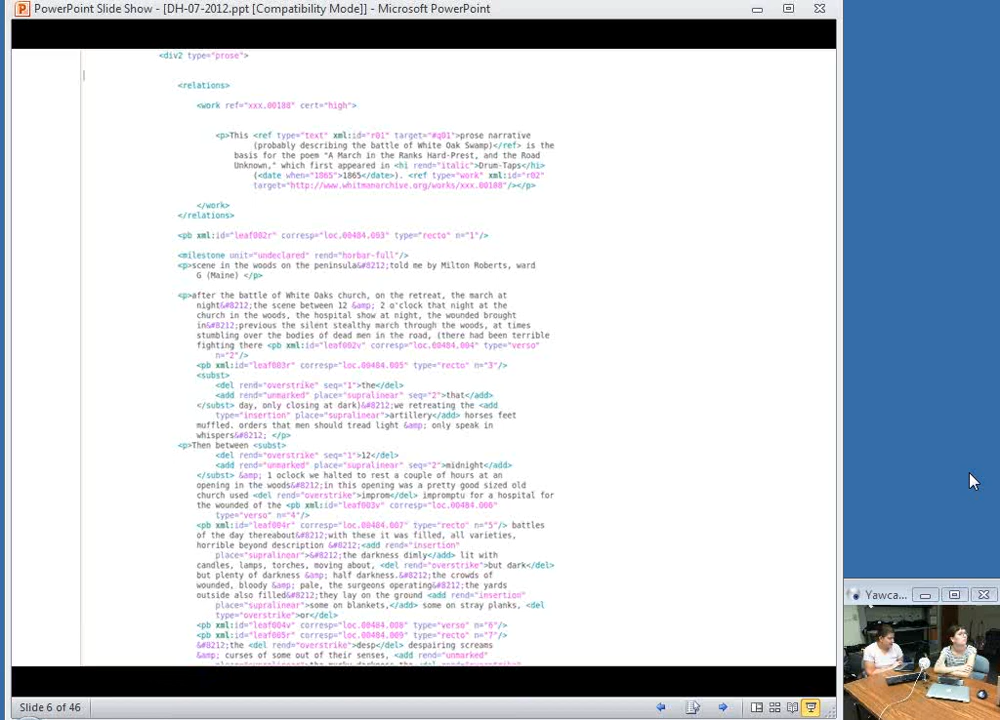 PowerPoint Slide Show - [DH-07-2012.ppt [Compatibility Mode]] - Microsoft PowerPoint
<div2 type="prose">
<relations>
<work ref="xxx.00188" cert="high">
<p>This <ref type="text" xml:id="r01" target="#q01">prose narrative
(probably describing the battle of White Oak Swamp)</ref> is the
basis for the poem "A March in the Ranks Hard-Prest, and the Road
Unknown," which first appeared in <hi rend="italic">Drum-Taps</hi>
(<date when="1865">1865</date>). <ref type="work" xml:id="r02"
target="http://www.whitmanarchive.org/works/xxx.00188"/></p>
</work>
</relations>
<pb xml:id="leaf002r" corresp="loc.00484.003" type="recto" n="1"/>
<milestone unit="undeclared" rend="horbar-full"/>
<p>scene in the woods on the peninsula&#8212;told me by Milton Roberts, ward
G (Maine) </p>
<p>after the battle of White Oaks church, on the retreat, the march at
night&#8212;the scene between 12 &amp; 2 o'clock that night at the
church in the woods, the hospital show at night, the wounded brought
in&#8212;previous the silent stealthy march through the woods, at times
stumbling over the bodies of dead men in the road, (there had been terrible
fighting there <pb xml:id="leaf002v" corresp="loc.00484.004" type="verso"
n="2"/>
<pb xml:id="leaf003r" corresp="loc.00484.005" type="recto" n="3"/>
<subst>
<del rend="overstrike" seq="1">the</del>
<add rend="unmarked" place="supralinear" seq="2">that</add>
</subst> day, only closing at dark)&#8212;we retreating the <add
type="insertion" place="supralinear">artillery</add> horses feet
muffled. orders that men should tread light &amp; only speak in
whispers&#8212; </p>
<p>Then between <subst>
<del rend="overstrike" seq="1">12</del>
<add rend="unmarked" place="supralinear" seq="2">midnight</add>
</subst> &amp; 1 oclock we halted to rest a couple of hours at an
opening in the woods&#8212;in this opening was a pretty good sized old
church used <del rend="overstrike">improm</del> impromptu for a hospital for
the wounded of the <pb xml:id="leaf003v" corresp="loc.00484.006"
type="verso" n="4"/>
<pb xml:id="leaf004r" corresp="loc.00484.007" type="recto" n="5"/> battles
of the day thereabout&#8212;with these it was filled, all varieties,
horrible beyond description &#8212;<add rend="insertion"
place="supralinear">&#8212;the darkness dimly</add> lit with
candles, lamps, torches, moving about, <del rend="overstrike">but dark</del>
but plenty of darkness &amp; half darkness.&#8212;the crowds of
wounded, bloody &amp; pale, the surgeons operating&#8212;the yards
outside also filled&#8212;they lay on the ground <add rend="insertion"
place="supralinear">some on blankets,</add> some on stray planks, <del
type="overstrike">or</del>
<pb xml:id="leaf004v" corresp="loc.00484.008" type="verso" n="6"/>
<pb xml:id="leaf005r" corresp="loc.00484.009" type="recto" n="7"/>
&#8212;the <del rend="overstrike">desp</del> despairing screams
&amp; curses of some out of their senses, <add rend="unmarked"
Yawca...
Slide 6 of 46